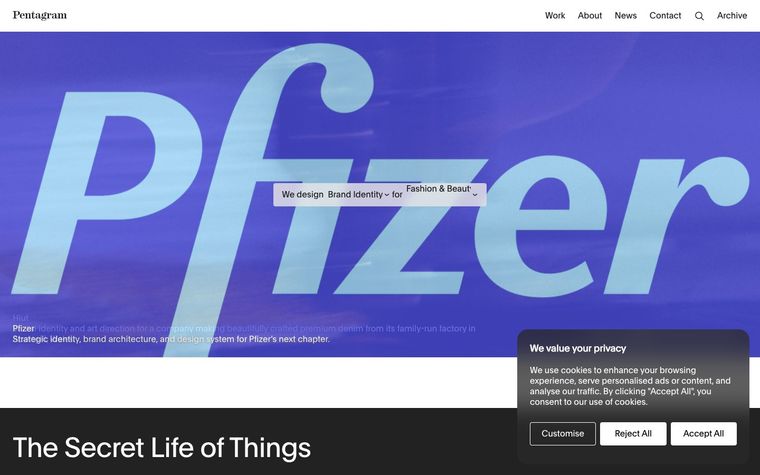 Pentagram
Work About News Contact Archive
Pfizer
We design Brand Identity for Fashion & Beauty
Hiut
Pfizer identity and art direction for a company making beautifully crafted premium denim from its family-run factory in
Strategic identity, brand architecture, and design system for Pfizer's next chapter.
We value your privacy
We use cookies to enhance your browsing
experience, serve personalised ads or content, and
analyse our traffic. By clicking "Accept All", you
consent to our use of cookies.
Customise Reject All Accept All
The Secret Life of Things